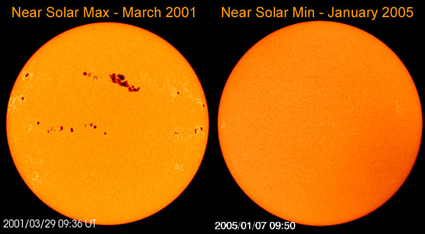 Near Solar Max - March 2001
Near Solar Min - January 2005
2001/03/29 09:36 UT
2005/01/07 09:50